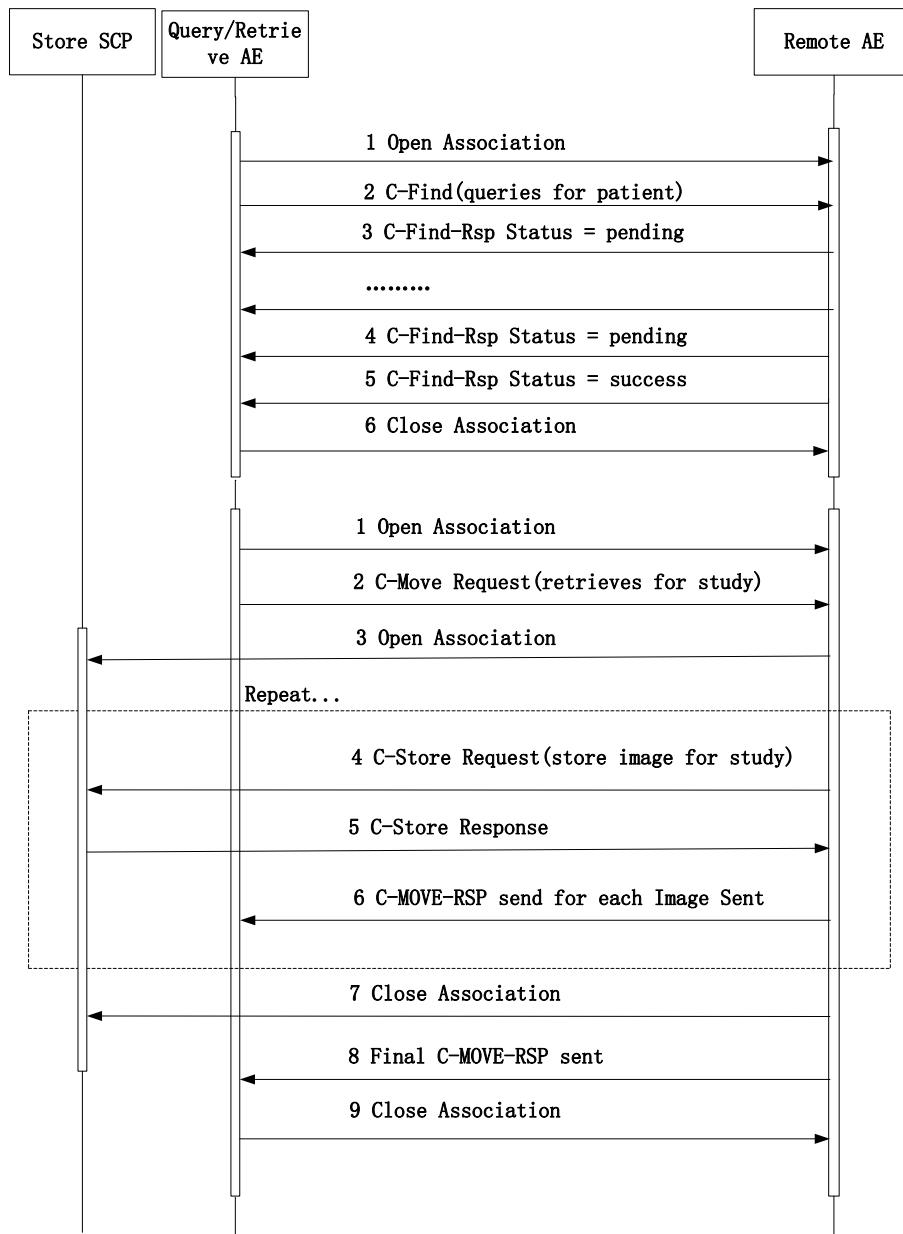 Store SCP
Query/Retrie
ve AE
Remote AE
1 Open Association
2 C-Find(queries for patient)
3 C-Find-Rsp Status = pending
………
4 C-Find-Rsp Status = pending
5 C-Find-Rsp Status = success
6 Close Association
1 Open Association
2 C-Move Request(retrieves for study)
3 Open Association
Repeat...
4 C-Store Request(store image for study)
5 C-Store Response
6 C-MOVE-RSP send for each Image Sent
7 Close Association
8 Final C-MOVE-RSP sent
9 Close Association